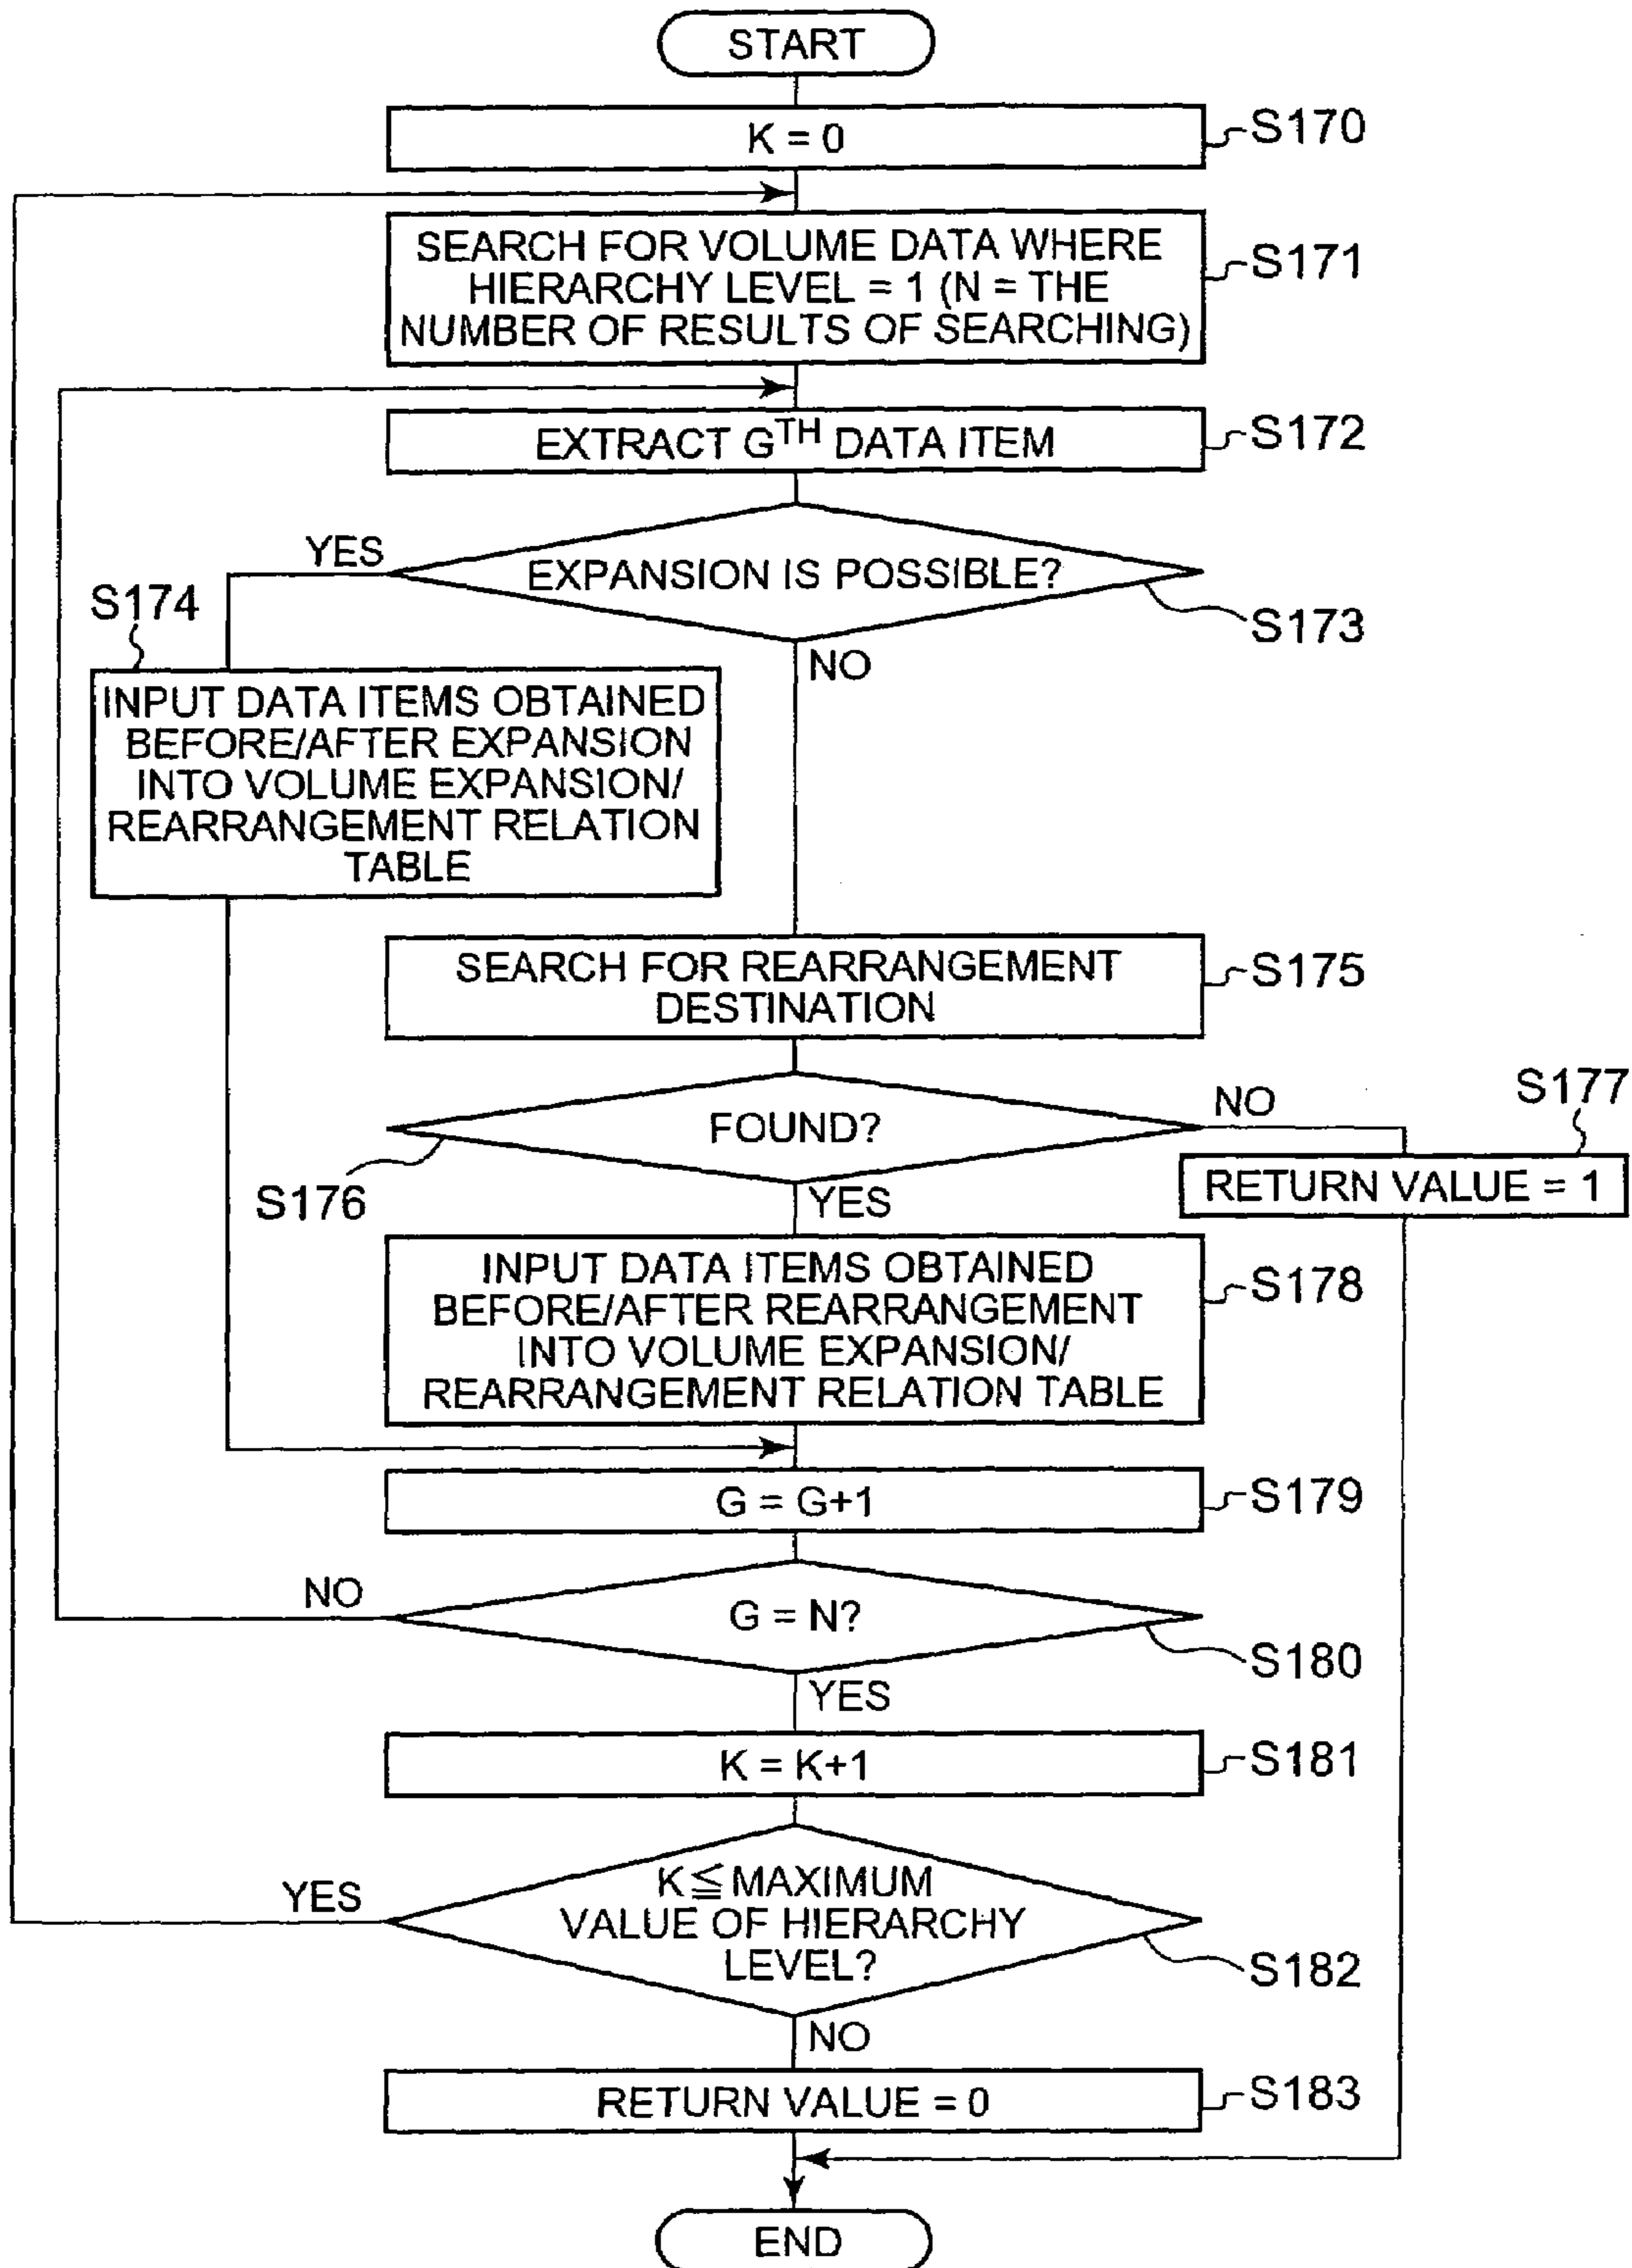 START
K = 0
S170
SEARCH FOR VOLUME DATA WHERE
HIERARCHY LEVEL = 1 (N = THE
NUMBER OF RESULTS OF SEARCHING)
S171
EXTRACT GTH DATA ITEM
S172
YES
EXPANSION IS POSSIBLE?
S173
NO
S174
INPUT DATA ITEMS OBTAINED
BEFORE/AFTER EXPANSION
INTO VOLUME EXPANSION/
REARRANGEMENT RELATION
TABLE
SEARCH FOR REARRANGEMENT
DESTINATION
S175
FOUND?
NO
S176
YES
S177
RETURN VALUE = 1
INPUT DATA ITEMS OBTAINED
BEFORE/AFTER REARRANGEMENT
INTO VOLUME EXPANSION/
REARRANGEMENT RELATION TABLE
S178
G = G+1
S179
NO
G = N?
S180
YES
K = K+1
S181
YES
K ≦ MAXIMUM
VALUE OF HIERARCHY
LEVEL?
S182
NO
RETURN VALUE = 0
S183
END